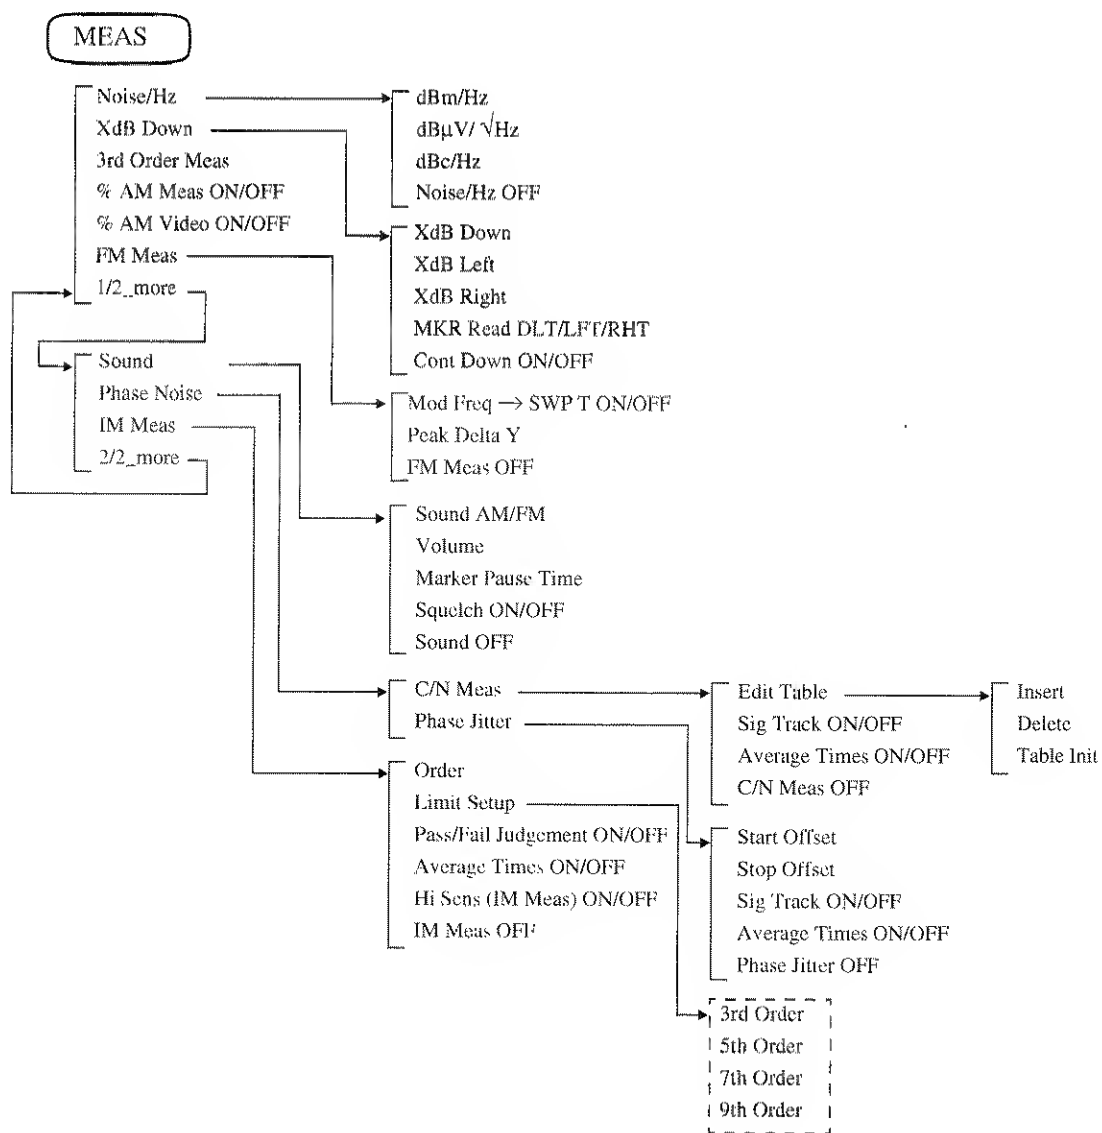 MEAS
Noise/Hz
XdB Down
3rd Order Meas
% AM Meas ON/OFF
% AM Video ON/OFF
FM Meas
1/2_more
dBm/Hz
dBμV/ √Hz
dBc/Hz
Noise/Hz OFF
XdB Down
XdB Left
XdB Right
MKR Read DLT/LFT/RHT
Cont Down ON/OFF
Mod Freq → SWP T ON/OFF
Peak Delta Y
FM Meas OFF
Sound
Phase Noise
IM Meas
2/2_more
Sound AM/FM
Volume
Marker Pause Time
Squelch ON/OFF
Sound OFF
C/N Meas
Phase Jitter
Edit Table
Sig Track ON/OFF
Average Times ON/OFF
C/N Meas OFF
Insert
Delete
Table Init
Order
Limit Setup
Pass/Fail Judgement ON/OFF
Average Times ON/OFF
Hi Sens (IM Meas) ON/OFF
IM Meas OFF
Start Offset
Stop Offset
Sig Track ON/OFF
Average Times ON/OFF
Phase Jitter OFF
3rd Order
5th Order
7th Order
9th Order